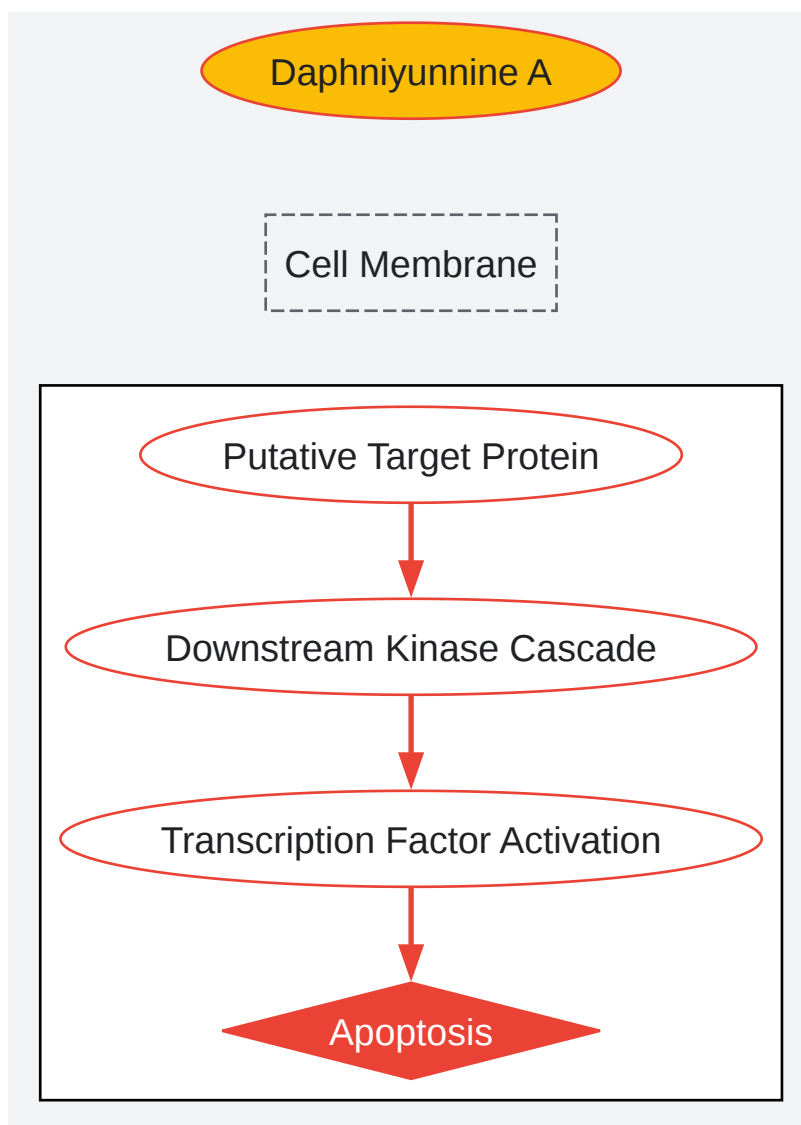 Daphniyunnine A
Cell Membrane
Putative Target Protein
Downstream Kinase Cascade
Transcription Factor Activation
Apoptosis